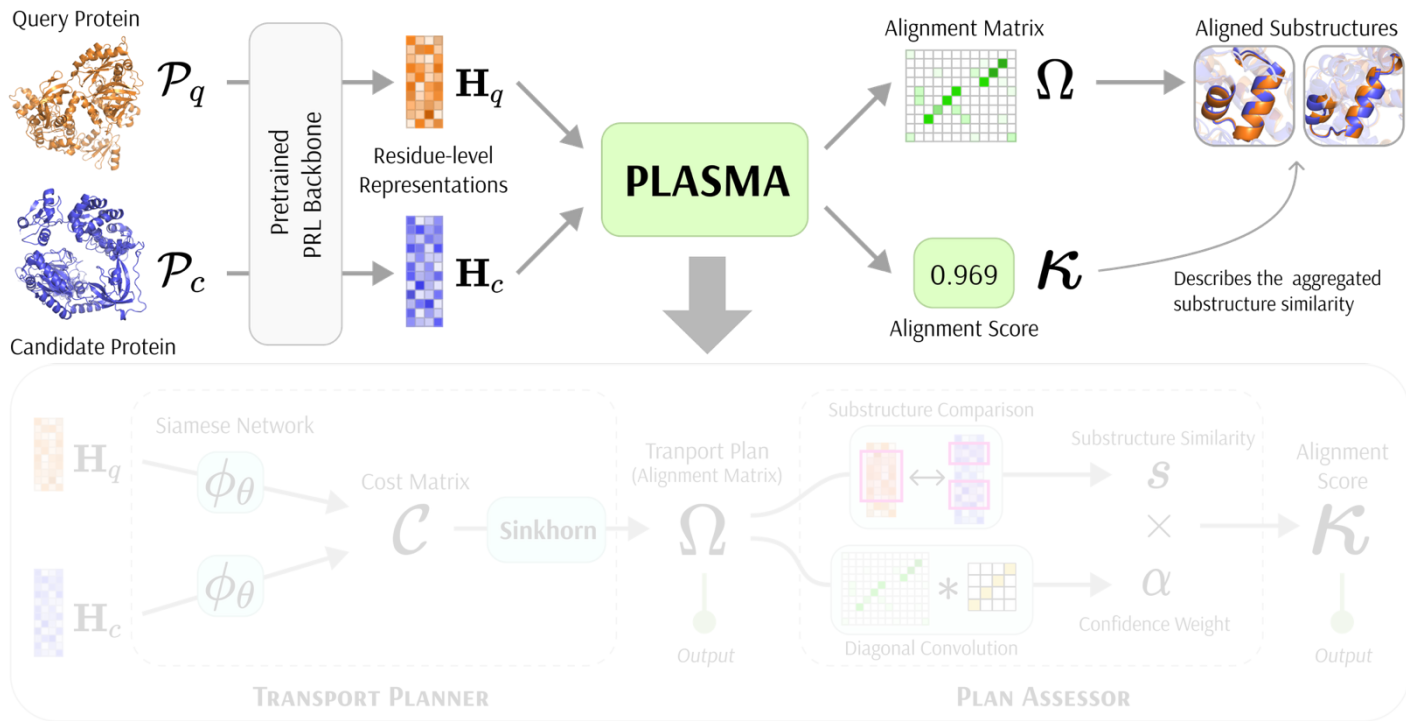 Query Protein
𝒫q
Pretrained
PRL Backbone
Hq
Residue-level
Representations
Hc
𝒫c
Candidate Protein
PLASMA
Alignment Matrix
Ω
Aligned Substructures
0.969
κ
Alignment Score
Describes the aggregated
substructure similarity
Hq
Hc
Siamese Network
ϕθ
ϕθ
Cost Matrix
𝒞
Sinkhorn
Tranport Plan
(Alignment Matrix)
Ω
Output
TRANSPORT PLANNER
Substructure Comparison
*
Diagonal Convolution
Substructure Similarity
s
×
α
Confidence Weight
Alignment
Score
κ
Output
PLAN ASSESSOR